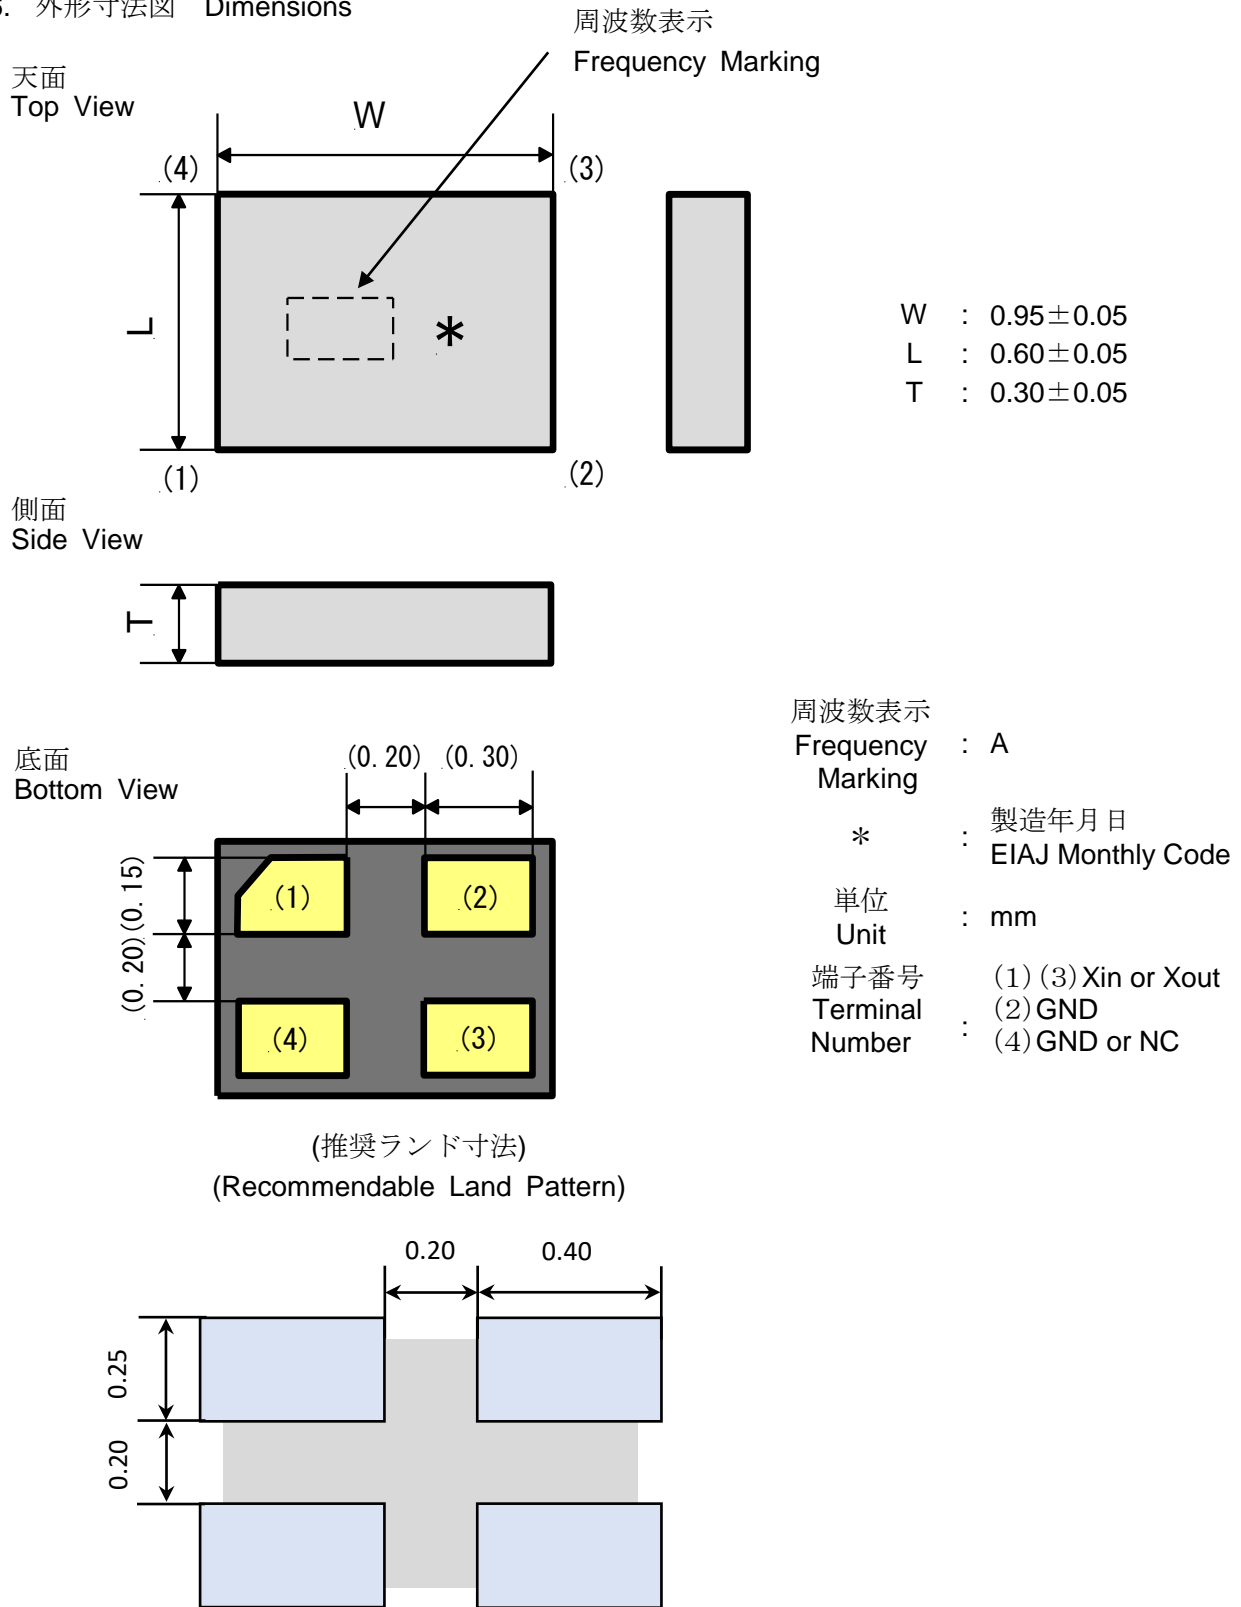 外形寸法図 Dimensions
周波数表示
Frequency Marking
天面
Top View
W
(4)
(3)
L
*
(1)
(2)
W : 0.95±0.05
L : 0.60±0.05
T : 0.30±0.05
側面
Side View
T
底面
Bottom View
(0.20) (0.30)
(0.15)
(0.20)
(1)
(2)
(4)
(3)
周波数表示
Frequency : A
Marking
＊ : 製造年月日
EIAJ Monthly Code
単位
Unit : mm
端子番号 (1)(3)Xin or Xout
Terminal : (2)GND
Number (4)GND or NC
(推奨ランド寸法)
(Recommendable Land Pattern)
0.20 0.40
0.25
0.20